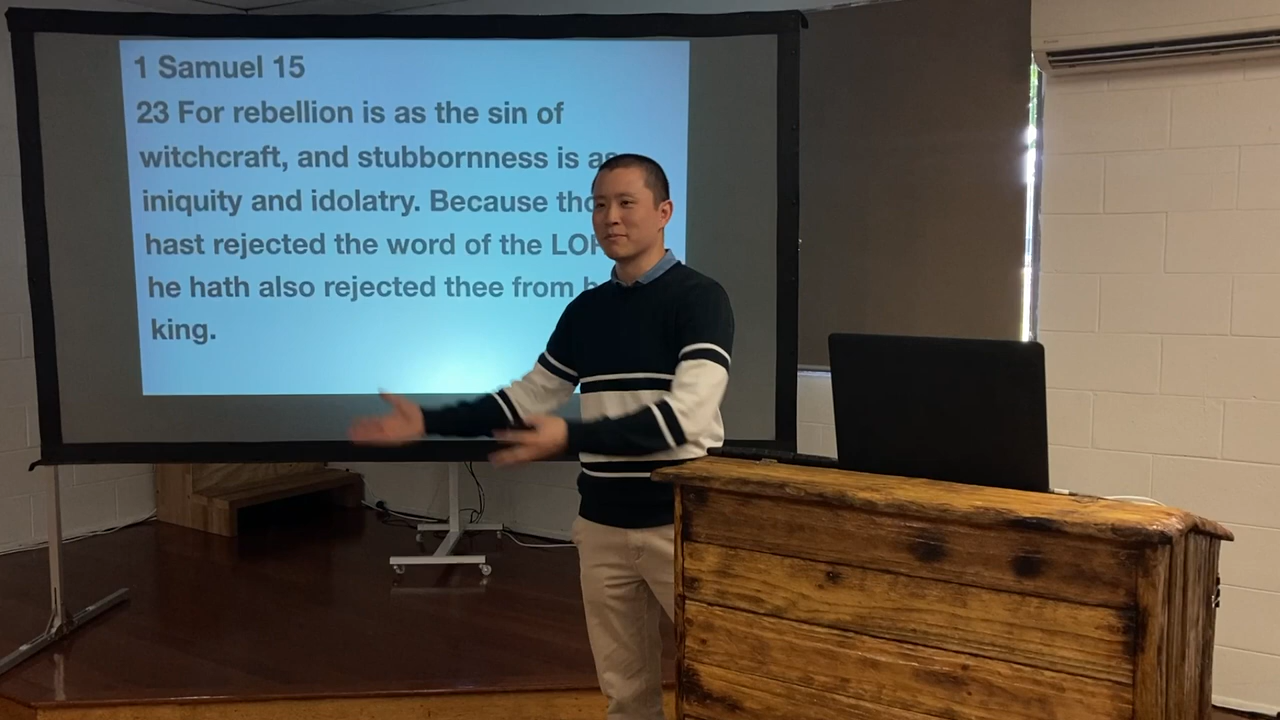 1 Samuel 15
23 For rebellion is as the sin of
witchcraft, and stubbornness is as
iniquity and idolatry. Because
hast rejected the word of the
he hath also rejected thee from
king.